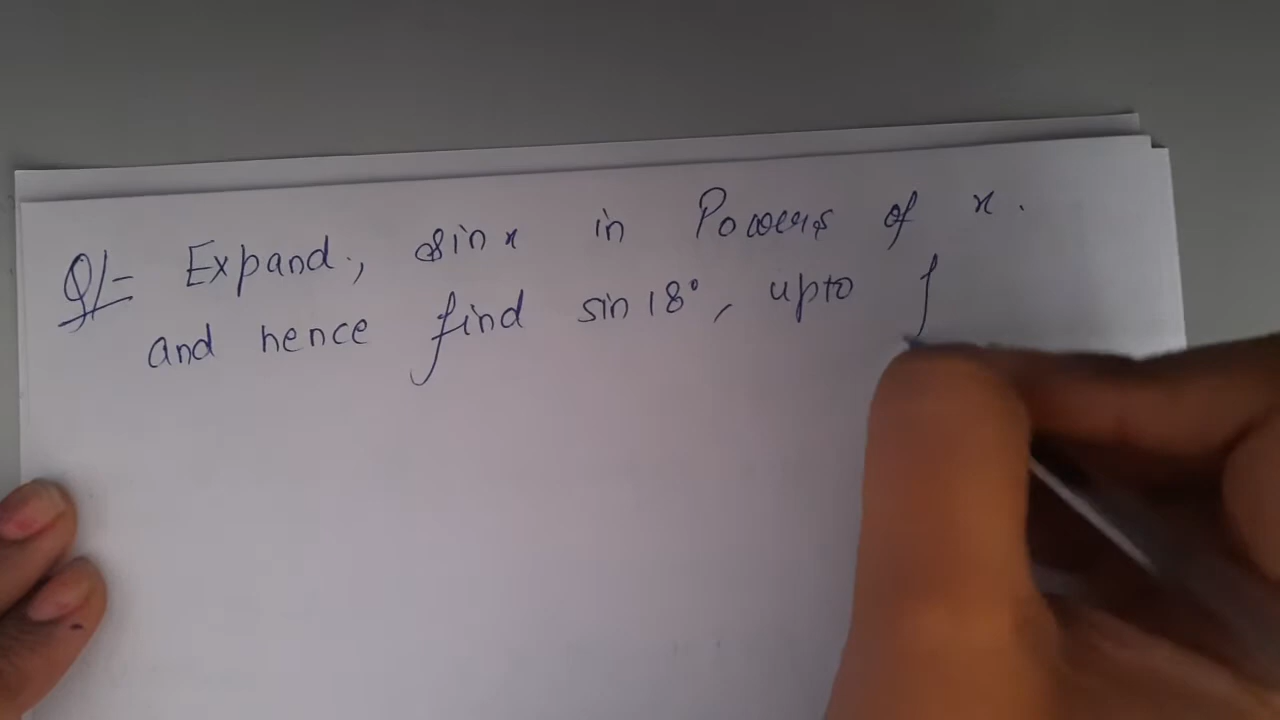 Q/- Expand, sin x in Powers of x.
and hence find sin 18°, upto